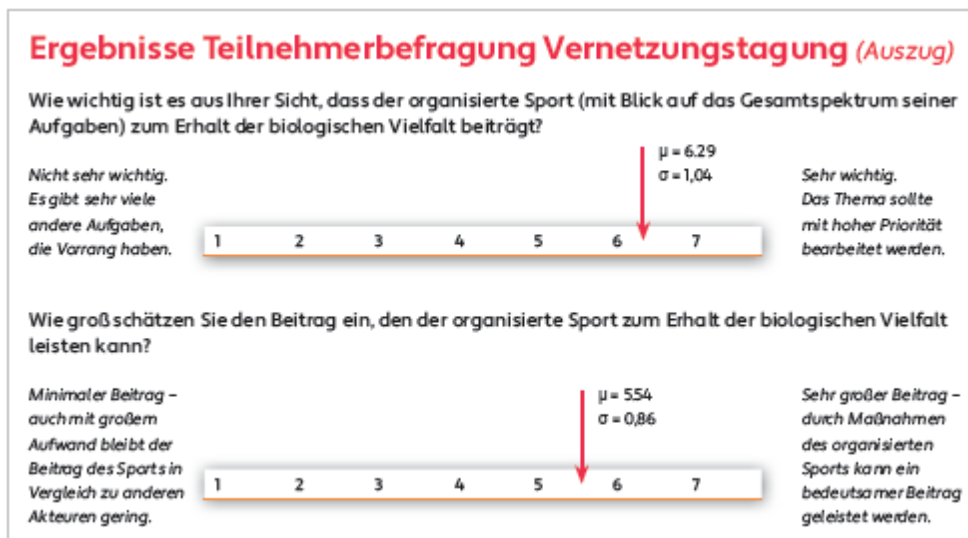 Ergebnisse Teilnehmerbefragung Vernetzungstagung (Auszug)
Wie wichtig ist es aus Ihrer Sicht, dass der organisierte Sport (mit Blick auf das Gesamtspektrum seiner
Aufgaben) zum Erhalt der biologischen Vielfalt beiträgt?
μ = 6.29
σ = 1,04
Nicht sehr wichtig.
Es gibt sehr viele
andere Aufgaben,
die Vorrang haben.
1 2 3 4 5 6 7
Sehr wichtig.
Das Thema sollte
mit hoher Priorität
bearbeitet werden.
Wie groß schätzen Sie den Beitrag ein, den der organisierte Sport zum Erhalt der biologischen Vielfalt
leisten kann?
μ = 5.54
σ = 0,86
Minimaler Beitrag –
auch mit großem
Aufwand bleibt der
Beitrag des Sports in
Vergleich zu anderen
Akteuren gering.
1 2 3 4 5 6 7
Sehr großer Beitrag –
durch Maßnahmen
des organisierten
Sports kann ein
bedeutsamer Beitrag
geleistet werden.